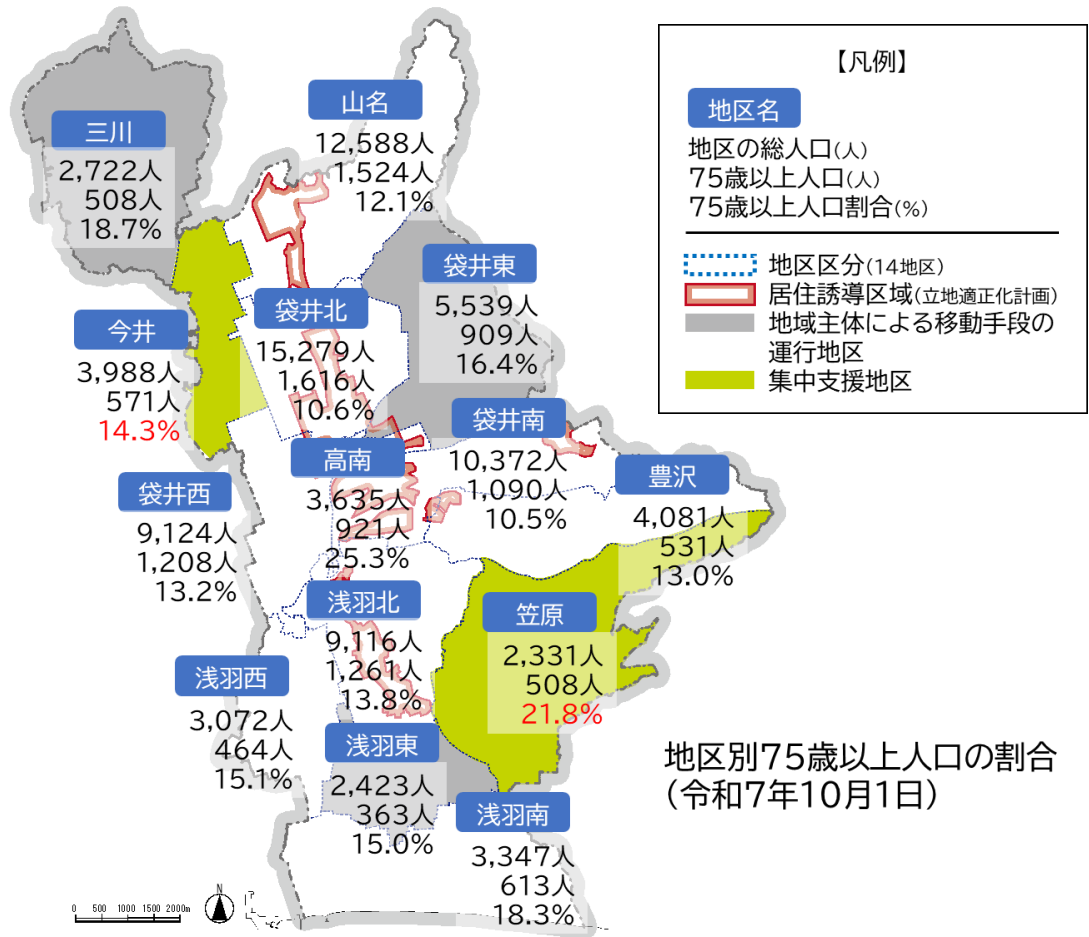 【凡例】
地区名
地区の総人口(人)
75歳以上人口(人)
75歳以上人口割合(%)
地区区分(14地区)
居住誘導区域(立地適正化計画)
地域主体による移動手段の
運行地区
集中支援地区
三川
2,722人
508人
18.7%
山名
12,588人
1,524人
12.1%
袋井東
5,539人
909人
16.4%
袋井北
15,279人
1,616人
10.6%
今井
3,988人
571人
14.3%
袋井南
10,372人
1,090人
10.5%
高南
3,635人
921人
25.3%
豊沢
4,081人
531人
13.0%
袋井西
9,124人
1,208人
13.2%
浅羽北
9,116人
1,261人
13.8%
笠原
2,331人
508人
21.8%
浅羽西
3,072人
464人
15.1%
浅羽東
2,423人
363人
15.0%
浅羽南
3,347人
613人
18.3%
地区別75歳以上人口の割合
(令和7年10月1日)
N
0 500 1000 1500 2000m